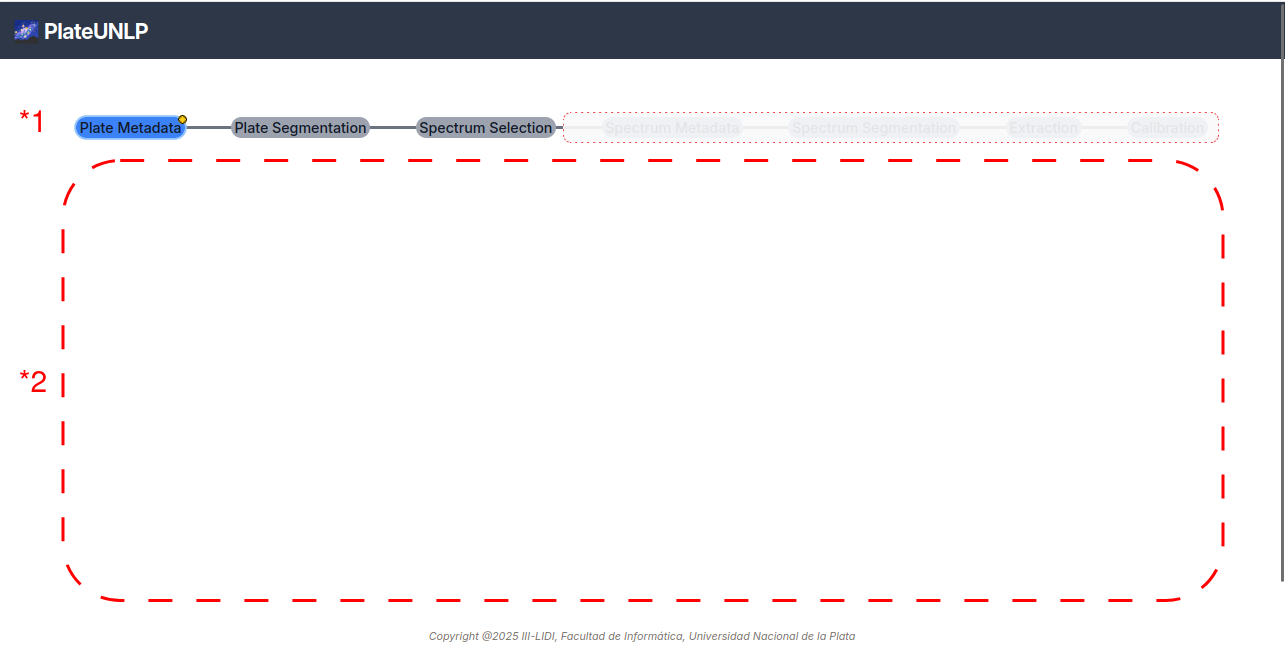 PlateUNLP
*1 Plate Metadata Plate Segmentation Spectrum Selection Spectrum Metadata Spectrum Segmentation Extraction Calibration
*2
Copyright @2025 III-LIDI, Facultad de Informática, Universidad Nacional de la Plata